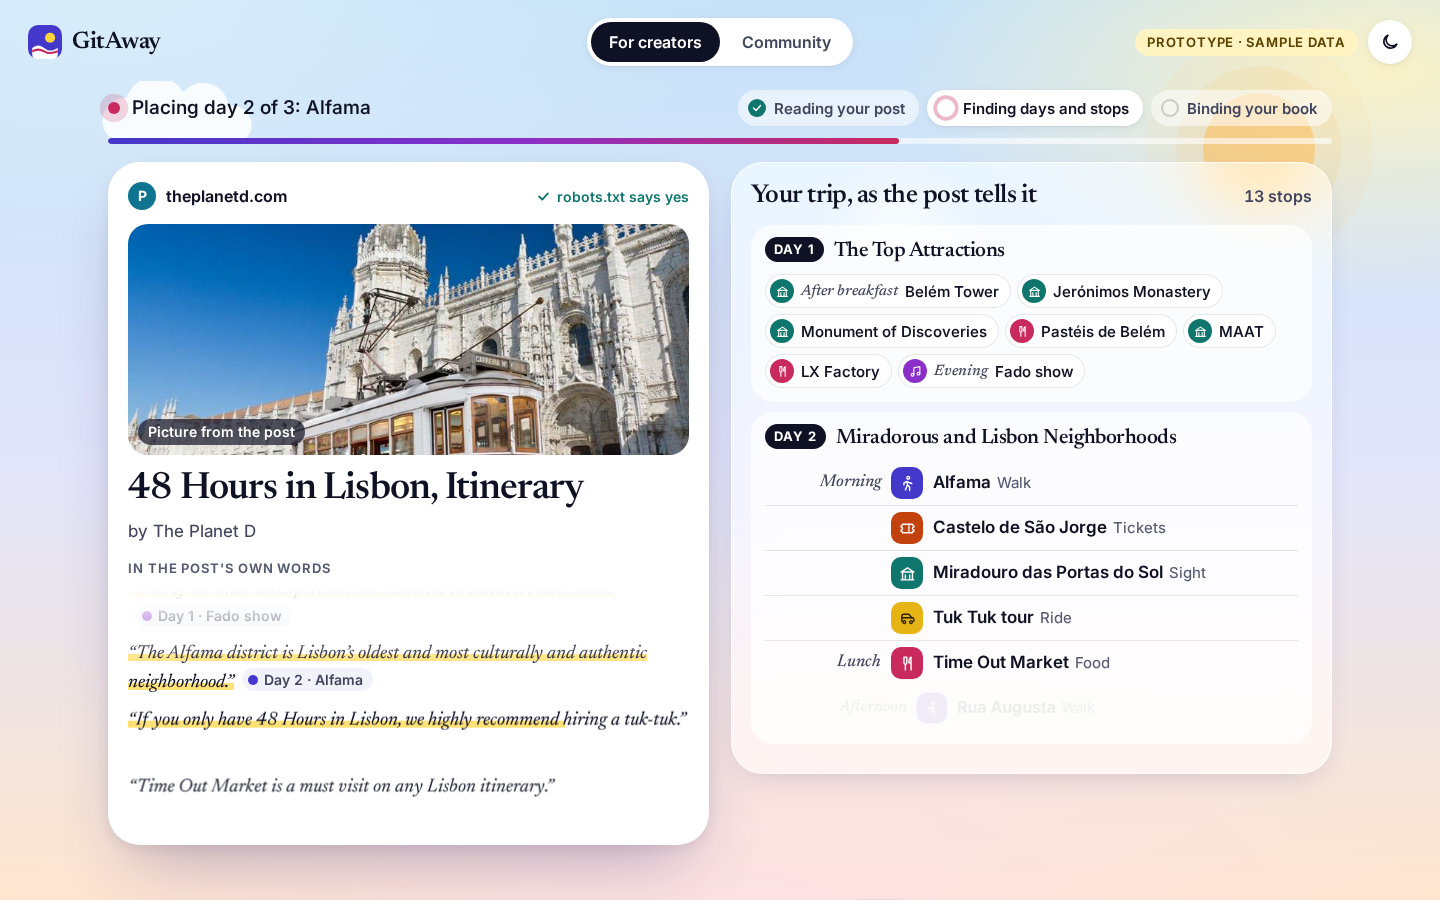 GitAway
For creators
Community
PROTOTYPE · SAMPLE DATA
Placing day 2 of 3: Alfama
Reading your post
Finding days and stops
Binding your book
P
theplanetd.com
robots.txt says yes
CARREIRA DE
Picture from the post
48 Hours in Lisbon, Itinerary
by The Planet D
IN THE POST'S OWN WORDS
Day 1 · Fado show
“The Alfama district is Lisbon’s oldest and most culturally and authentic
neighborhood.”
Day 2 · Alfama
“If you only have 48 Hours in Lisbon, we highly recommend hiring a tuk-tuk.”
“Time Out Market is a must visit on any Lisbon itinerary.”
Your trip, as the post tells it
13 stops
DAY 1
The Top Attractions
After breakfast Belém Tower
Jerónimos Monastery
Monument of Discoveries
Pastéis de Belém
MAAT
LX Factory
Evening Fado show
DAY 2
Miradorous and Lisbon Neighborhoods
Morning
Alfama Walk
Castelo de São Jorge Tickets
Miradouro das Portas do Sol Sight
Tuk Tuk tour Ride
Lunch
Time Out Market Food
Afternoon
Rua Augusta Walk